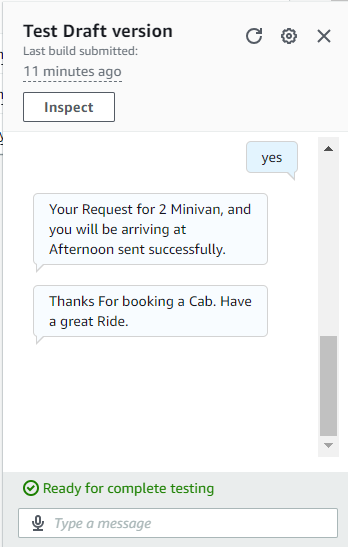 Test Draft version
Last build submitted:
11 minutes ago
Inspect
yes
Your Request for 2 Minivan, and
you will be arriving at
Afternoon sent successfully.
Thanks For booking a Cab. Have
a great Ride.
Ready for complete testing
Type a message